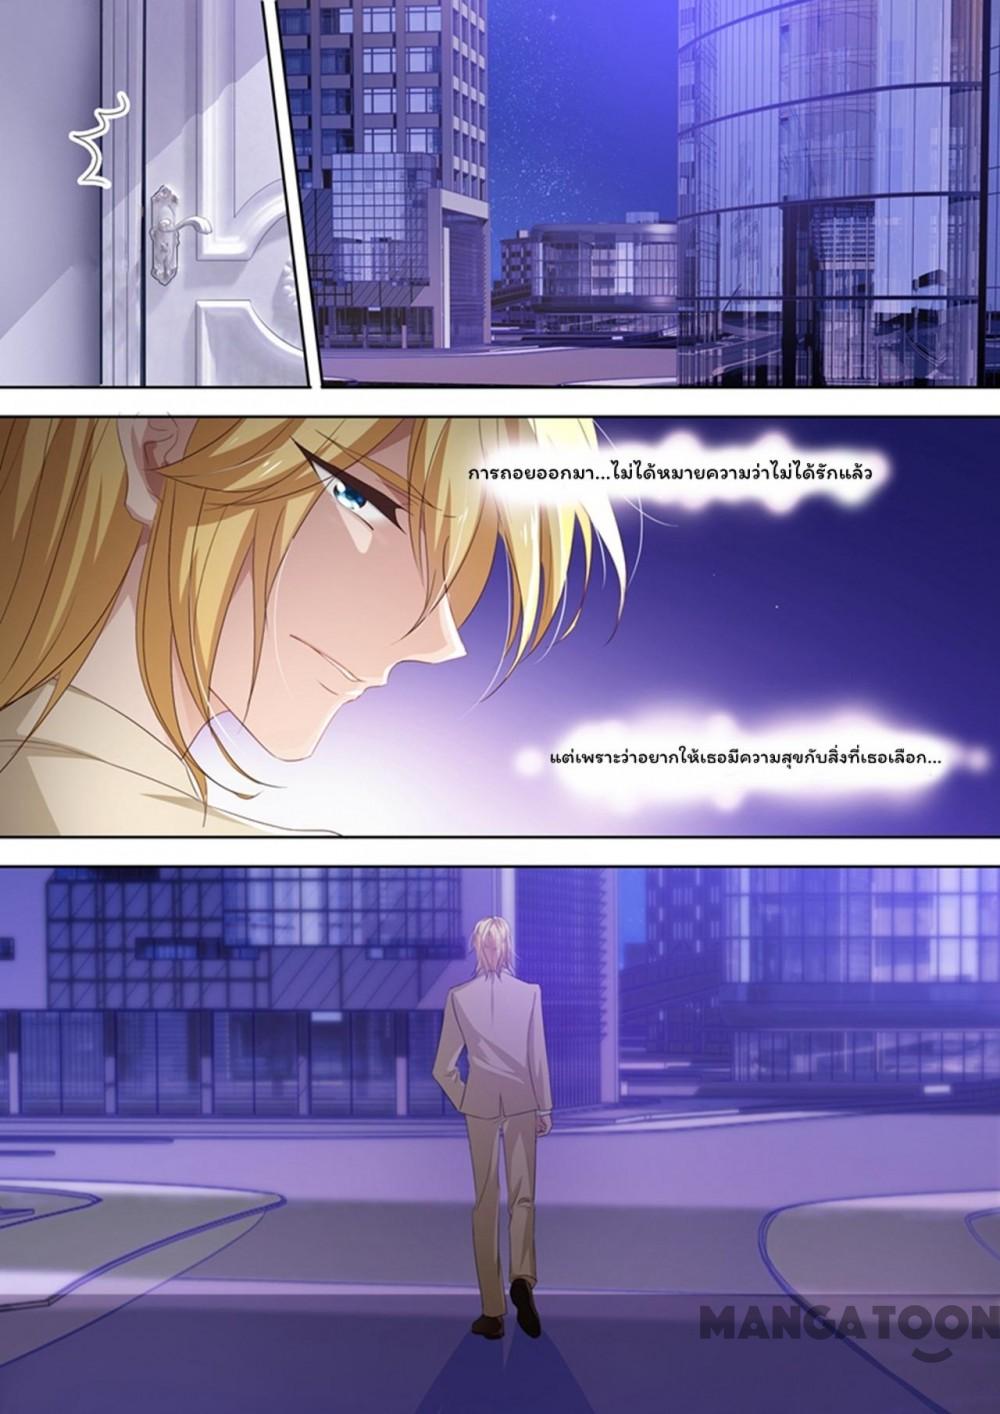 การถอยออกมา...ไม่ได้หมายความว่าไม่ได้รักแล้ว
แต่เพราะว่าอยากให้เธอมีความสุขกับสิ่งที่เธอเลือก...
MANGATOON